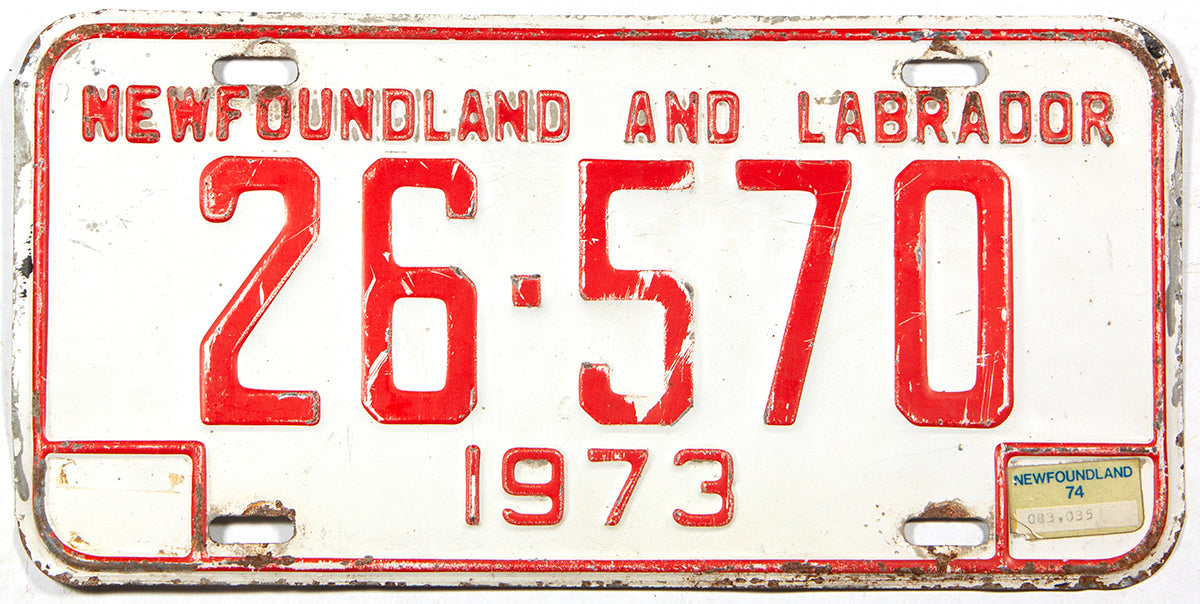 NEWFOUNDLAND AND LABRADOR
26·570
1973
NEWFOUNDLAND
74
083,035